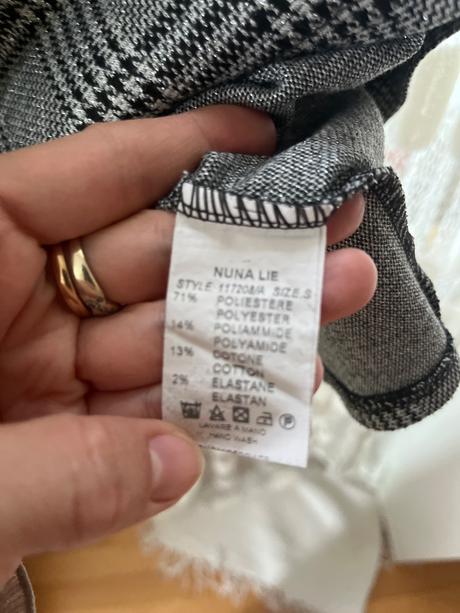 NUNA LIE
STYLE 117208/A SIZE.S
71% POLIESTERE
POLYESTER
14% POLIAMMIDE
POLYAMIDE
13% COTONE
COTTON
2% ELASTANE
ELASTAN
LAVARE A MANO
HAND WASH